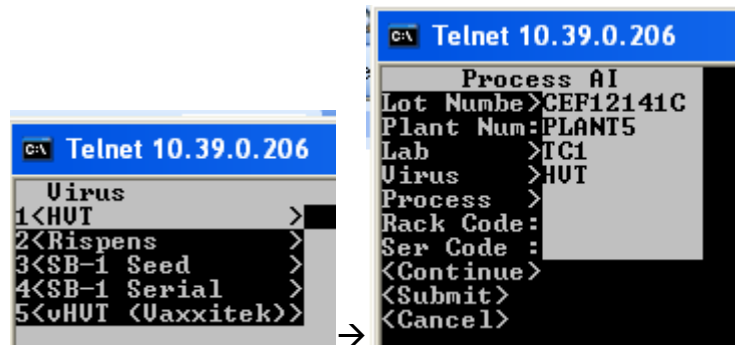 Telnet 10.39.0.206
Virus
1<HVT >
2<Rispens >
3<SB-1 Seed >
4<SB-1 Serial >
5<vHVT (Vaxxitek)>
→
Telnet 10.39.0.206
Process AI
Lot Numbe>CEF12141C
Plant Num:PLANT5
Lab >TC1
Virus >HVT
Process >
Rack Code:
Ser Code :
<Continue>
<Submit>
<Cancel>